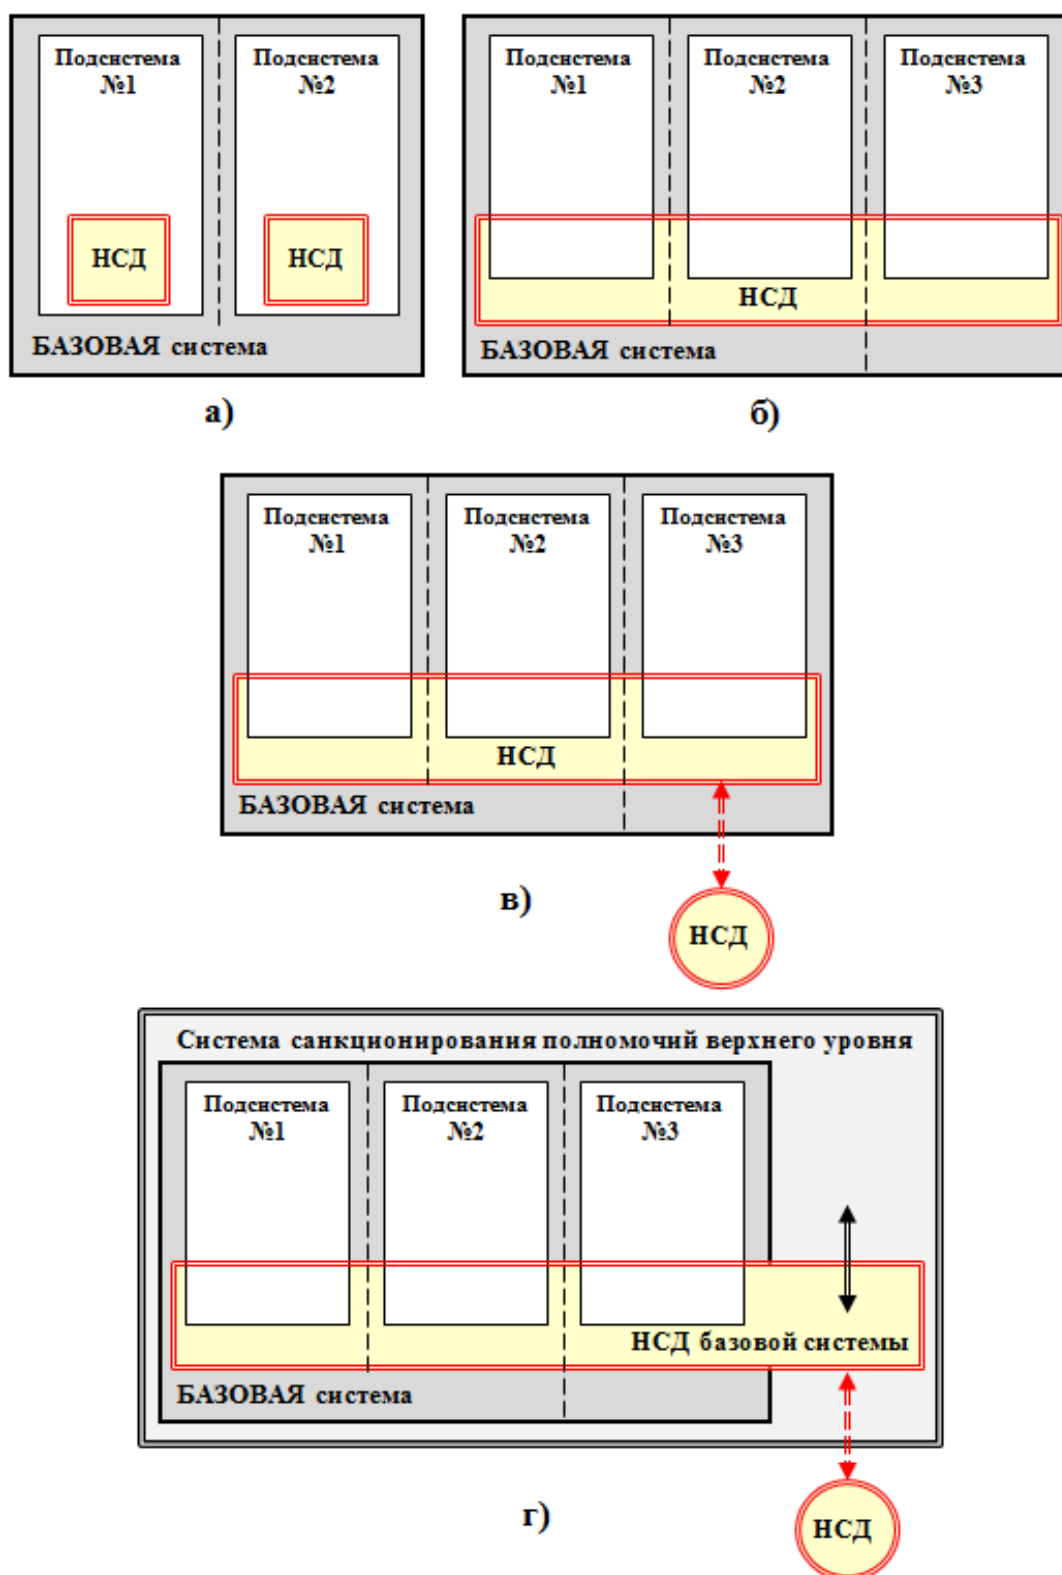 Подсистема
№1
Подсистема
№2
НСД
НСД
БАЗОВАЯ система
а)
Подсистема
№1
Подсистема
№2
Подсистема
№3
НСД
БАЗОВАЯ система
б)
Подсистема
№1
Подсистема
№2
Подсистема
№3
НСД
БАЗОВАЯ система
в)
НСД
Система санкционирования полномочий верхнего уровня
Подсистема
№1
Подсистема
№2
Подсистема
№3
НСД базовой системы
БАЗОВАЯ система
г)
НСД